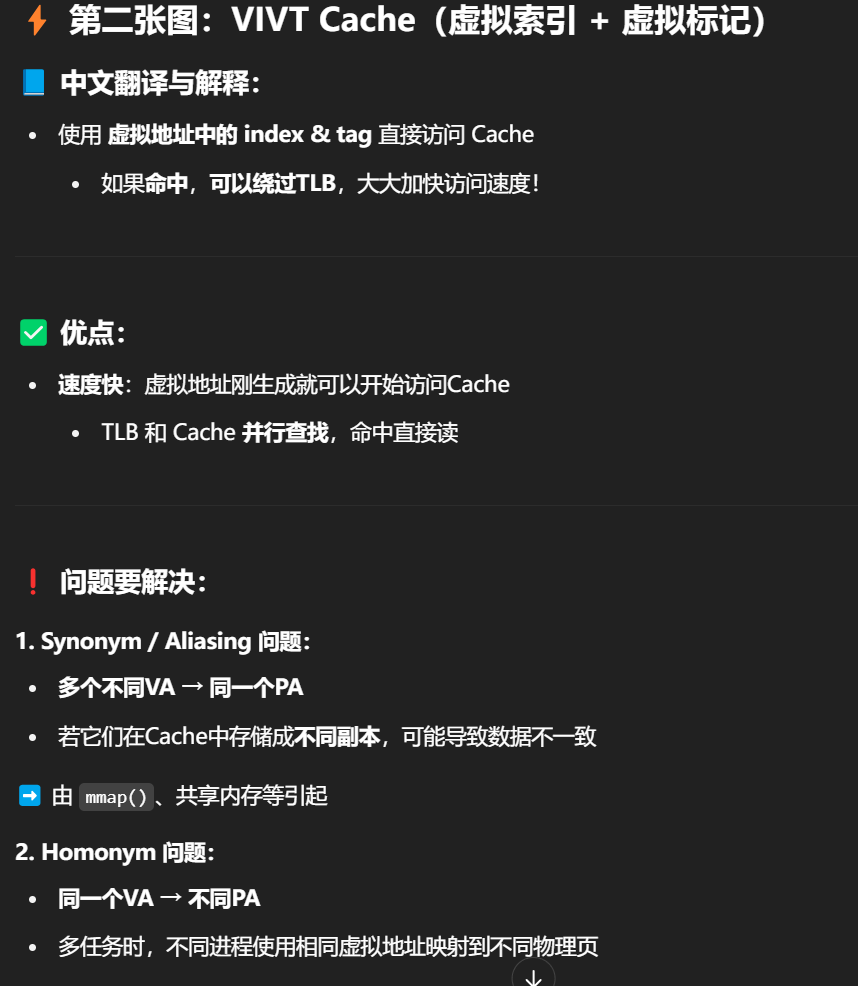 ⚡ 第二张图：VIVT Cache（虚拟索引 + 虚拟标记）
📘 中文翻译与解释：
• 使用 虚拟地址中的 index & tag 直接访问 Cache
• 如果命中，可以绕过TLB，大大加快访问速度！
✅ 优点：
• 速度快：虚拟地址刚生成就可以开始访问Cache
• TLB 和 Cache 并行查找，命中直接读
❗ 问题要解决：
1. Synonym / Aliasing 问题：
• 多个不同VA → 同一个PA
• 若它们在Cache中存储成不同副本，可能导致数据不一致
➡ 由 mmap()、共享内存等引起
2. Homonym 问题：
• 同一个VA → 不同PA
• 多任务时，不同进程使用相同虚拟地址映射到不同物理页